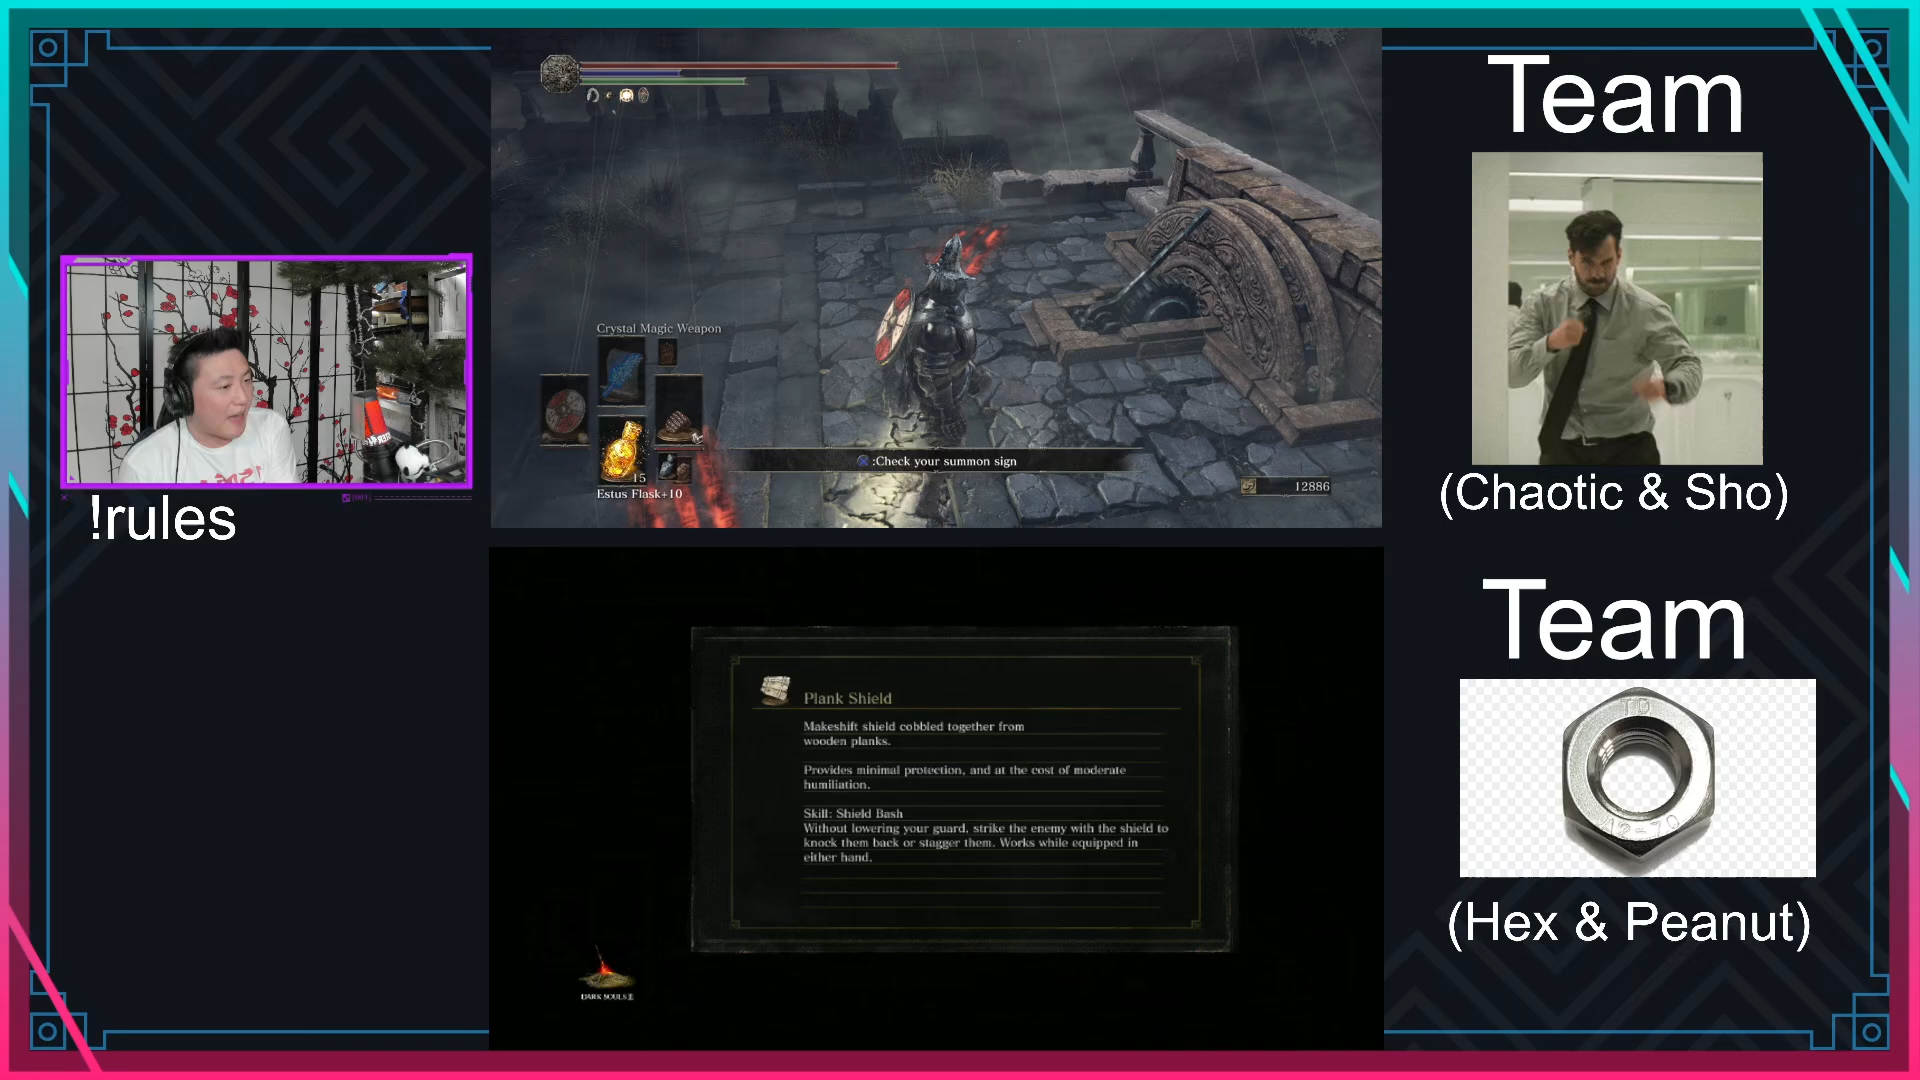 Team
(Chaotic & Sho)
Crystal Magic Weapon
:Check your summon sign
15
Estus Flask+10
12886
!rules
Team
TD
A2-70
(Hex & Peanut)
Plank Shield
Makeshift shield cobbled together from
wooden planks.
Provides minimal protection, and at the cost of moderate
humiliation.
Skill: Shield Bash
Without lowering your guard, strike the enemy with the shield to
knock them back or stagger them. Works while equipped in
either hand.
DARK SOULS III